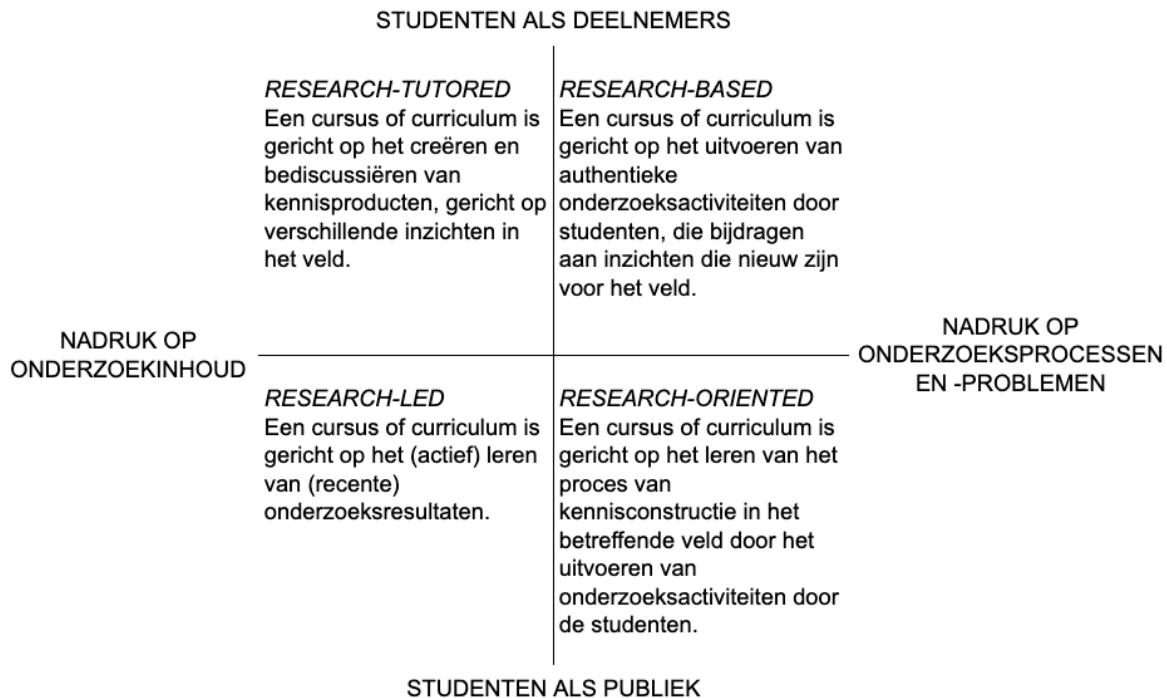 STUDENTEN ALS DEELNEMERS
RESEARCH-TUTORED
Een cursus of curriculum is
gericht op het creëren en
bediscussiëren van
kennisproducten, gericht op
verschillende inzichten in
het veld.
RESEARCH-BASED
Een cursus of curriculum is
gericht op het uitvoeren van
authentieke
onderzoeksactiviteiten door
studenten, die bijdragen
aan inzichten die nieuw zijn
voor het veld.
NADRUK OP
ONDERZOEKINHOUD
NADRUK OP
ONDERZOEKSPROCESSEN
EN -PROBLEMEN
RESEARCH-LED
Een cursus of curriculum is
gericht op het (actief) leren
van (recente)
onderzoeksresultaten.
RESEARCH-ORIENTED
Een cursus of curriculum is
gericht op het leren van het
proces van
kennisconstructie in het
betreffende veld door het
uitvoeren van
onderzoeksactiviteiten door
de studenten.
STUDENTEN ALS PUBLIEK